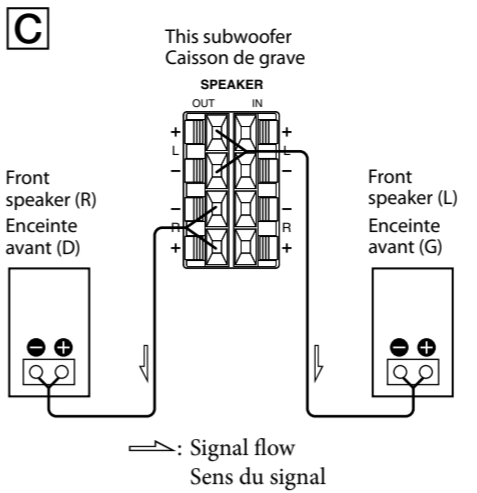 C
This subwoofer
Caisson de grave
SPEAKER
OUT IN
+ +
L L
− −
− −
R R
+ +
Front
speaker (R)
Enceinte
avant (D)
Front
speaker (L)
Enceinte
avant (G)
− +
− +
: Signal flow
Sens du signal